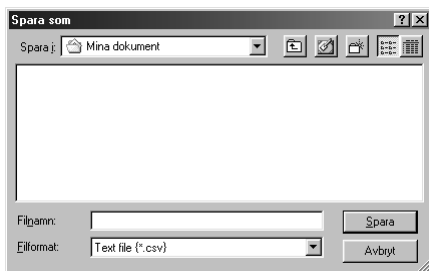 Spara som
Spara i: Mina dokument
Filnamn: Spara
Filformat: Text file {*.csv} Avbryt